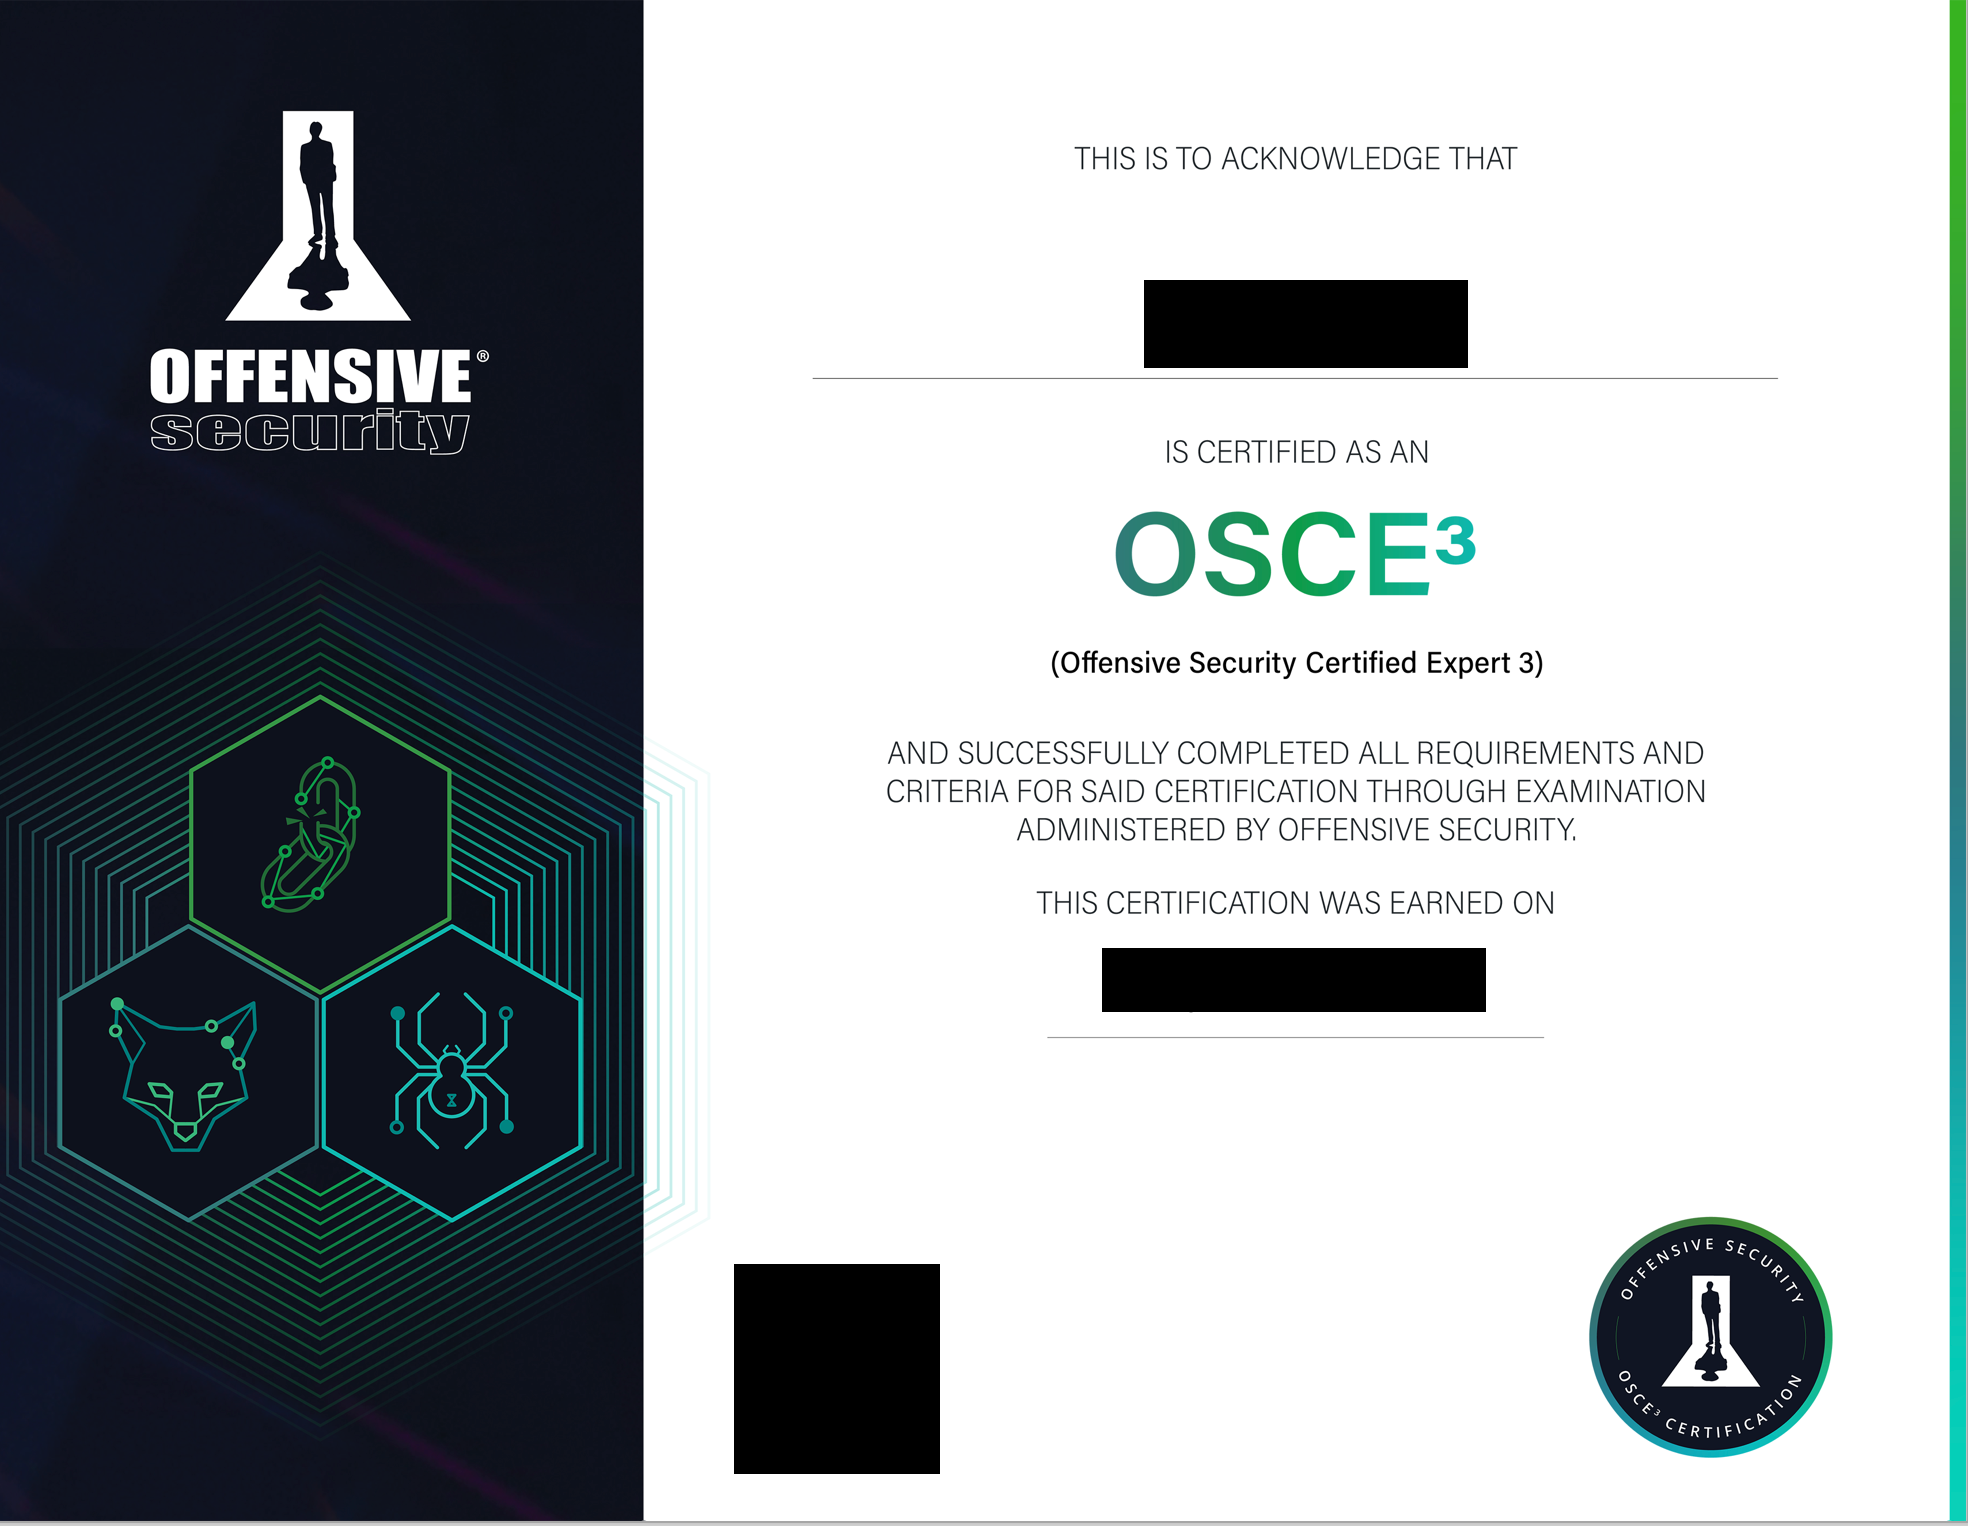 OFFENSIVE®
security
THIS IS TO ACKNOWLEDGE THAT
IS CERTIFIED AS AN
OSCE³
(Offensive Security Certified Expert 3)
AND SUCCESSFULLY COMPLETED ALL REQUIREMENTS AND
CRITERIA FOR SAID CERTIFICATION THROUGH EXAMINATION
ADMINISTERED BY OFFENSIVE SECURITY.
THIS CERTIFICATION WAS EARNED ON
OFFENSIVE SECURITY
OSCE³ CERTIFICATION